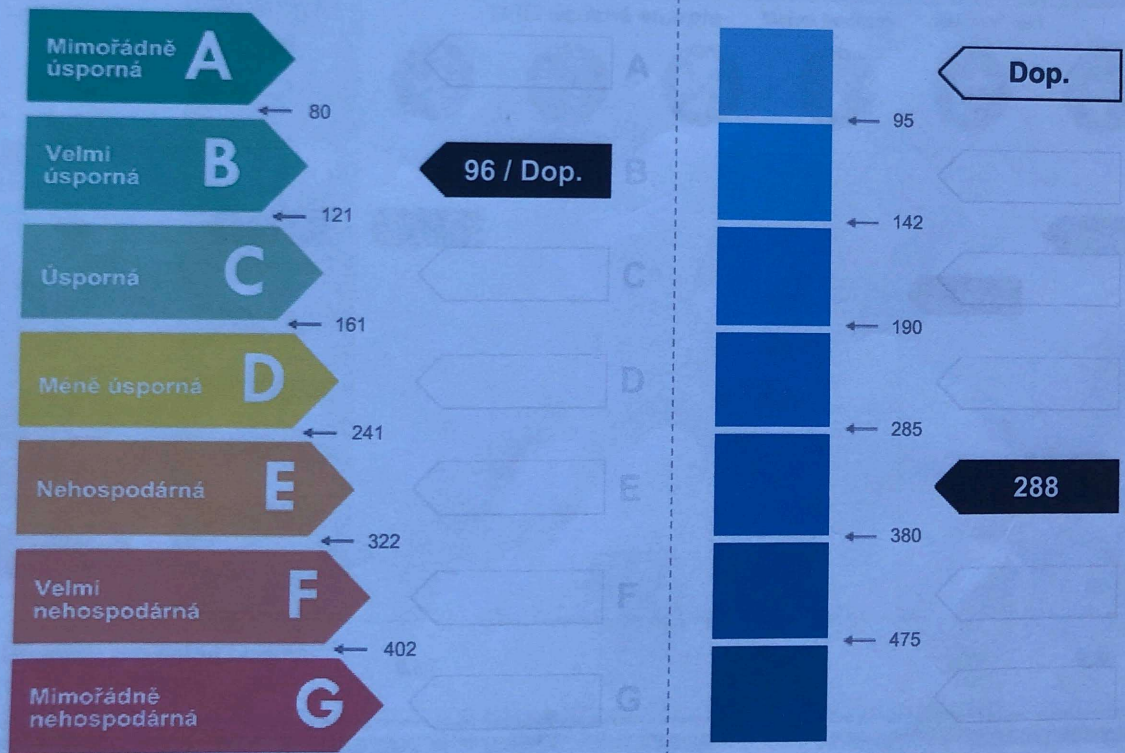 Mimořádně
úsporná
A
A
Dop.
80
95
Velmi
úsporná
B
96 / Dop.
B
121
142
Úsporná
C
C
161
190
Méně úsporná
D
D
241
285
Nehospodárná
E
E
288
322
380
Velmi
nehospodárná
F
F
402
475
Mimořádně
nehospodárná
G
G